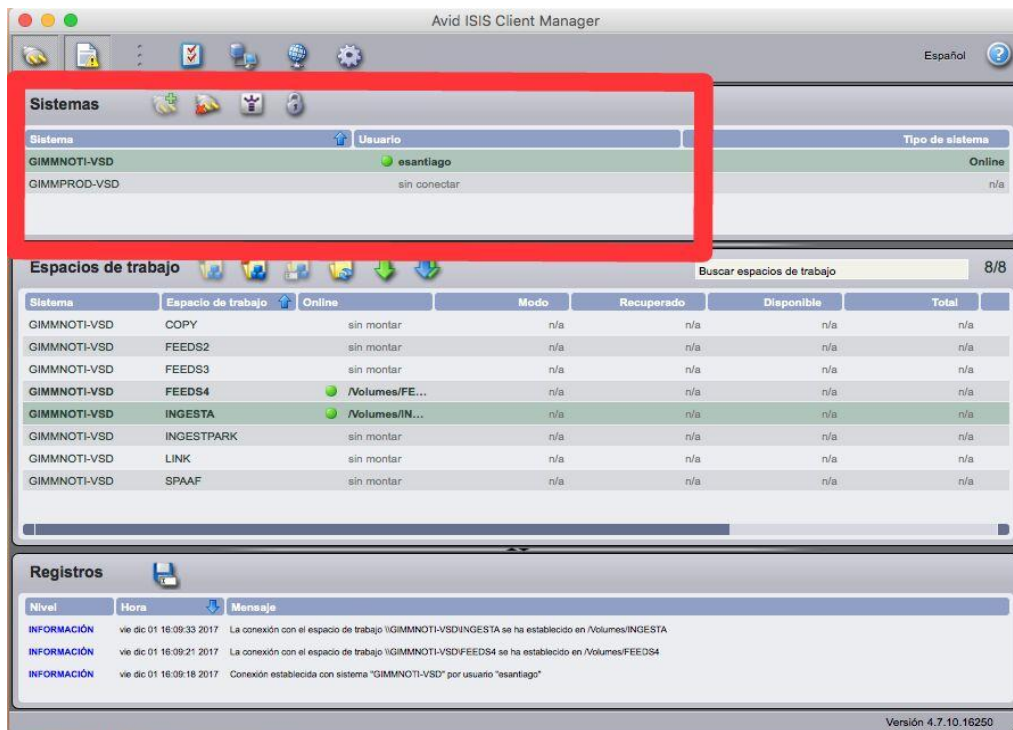 Avid ISIS Client Manager
Español
Sistemas
Sistema Usuario Tipo de sistema
GIMMNOTI-VSD esantiago Online
GIMMPROD-VSD sin conectar n/a
Espacios de trabajo Buscar espacios de trabajo 8/8
Sistema Espacio de trabajo Online Modo Recuperado Disponible Total
GIMMNOTI-VSD COPY sin montar n/a n/a n/a n/a
GIMMNOTI-VSD FEEDS2 sin montar n/a n/a n/a n/a
GIMMNOTI-VSD FEEDS3 sin montar n/a n/a n/a n/a
GIMMNOTI-VSD FEEDS4 /Volumes/FE... n/a n/a n/a n/a
GIMMNOTI-VSD INGESTA /Volumes/IN... n/a n/a n/a n/a
GIMMNOTI-VSD INGESTPARK sin montar n/a n/a n/a n/a
GIMMNOTI-VSD LINK sin montar n/a n/a n/a n/a
GIMMNOTI-VSD SPAAF sin montar n/a n/a n/a n/a
Registros
Nivel Hora Mensaje
INFORMACIÓN vie dic 01 16:09:33 2017 La conexión con el espacio de trabajo \\GIMMNOTI-VSD\INGESTA se ha establecido en /Volumes/INGESTA
INFORMACIÓN vie dic 01 16:09:21 2017 La conexión con el espacio de trabajo \\GIMMNOTI-VSD\FEEDS4 se ha establecido en /Volumes/FEEDS4
INFORMACIÓN vie dic 01 16:09:18 2017 Conexión establecida con sistema "GIMMNOTI-VSD" por usuario "esantiago"
Versión 4.7.10.16250